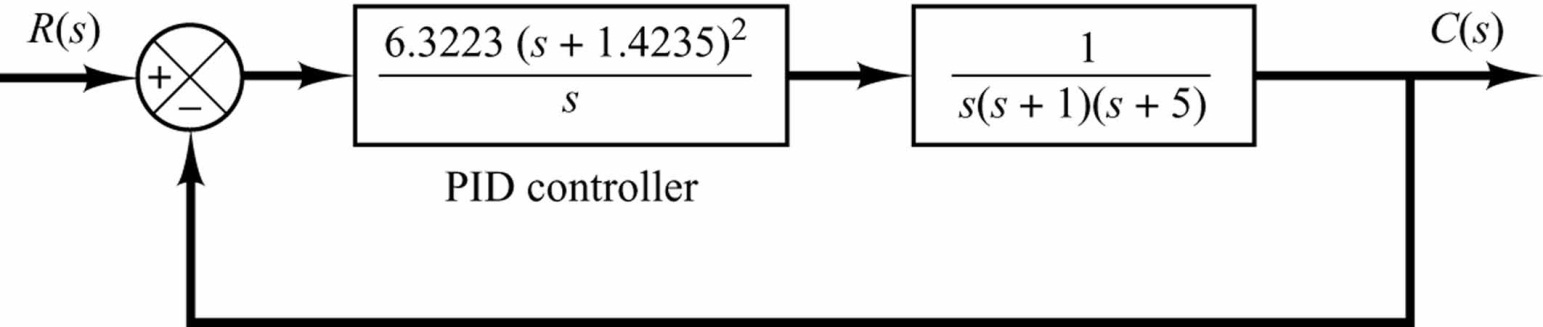 R(s)
+
−
6.3223 (s + 1.4235)²
s
PID controller
1
s(s + 1)(s + 5)
C(s)